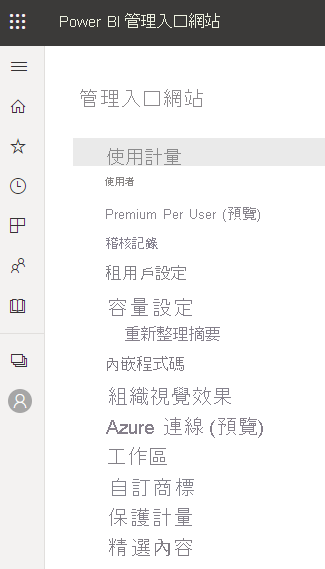 Power BI 管理入口網站
管理入口網站
使用計量
使用者
Premium Per User (預覽)
稽核記錄
租用戶設定
容量設定
重新整理摘要
內嵌程式碼
組織視覺效果
Azure 連線 (預覽)
工作區
自訂商標
保護計量
精選內容